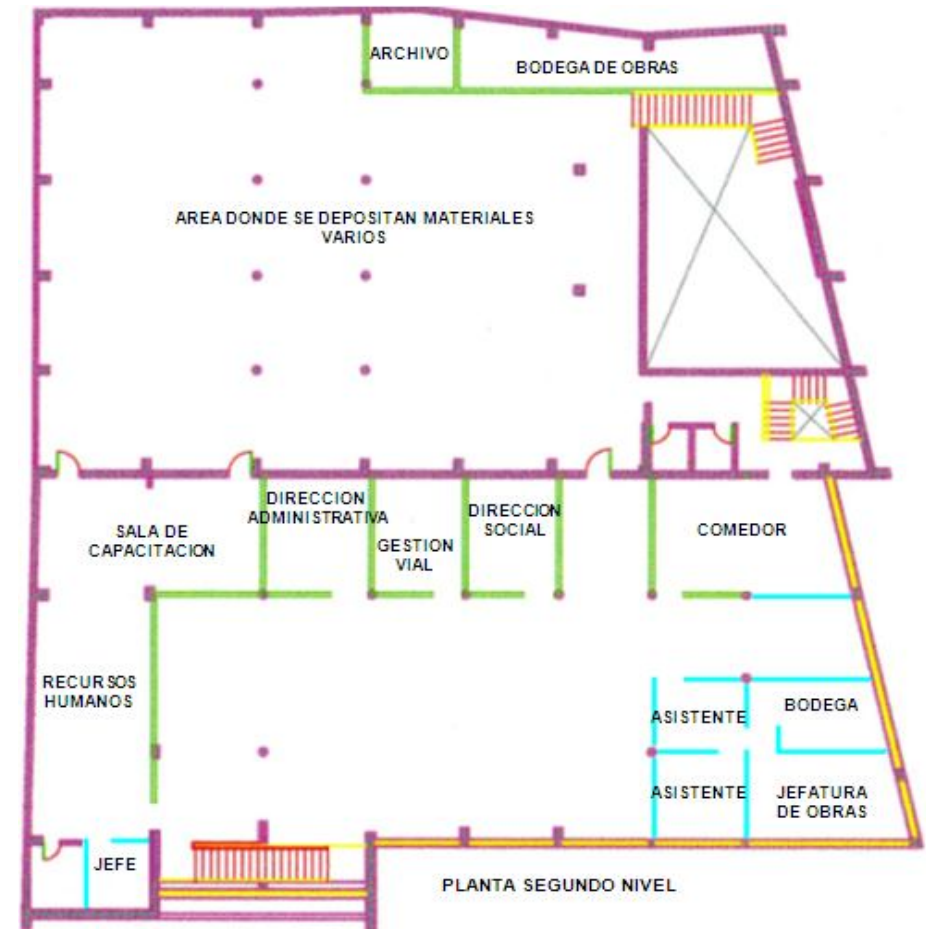 ARCHIVO
BODEGA DE OBRAS
AREA DONDE SE DEPOSITAN MATERIALES
VARIOS
DIRECCION
ADMINISTRATIVA
SALA DE
CAPACITACION
GESTION
VIAL
DIRECCION
SOCIAL
COMEDOR
RECURSOS
HUMANOS
ASISTENTE
BODEGA
ASISTENTE
JEFATURA
DE OBRAS
JEFE
PLANTA SEGUNDO NIVEL